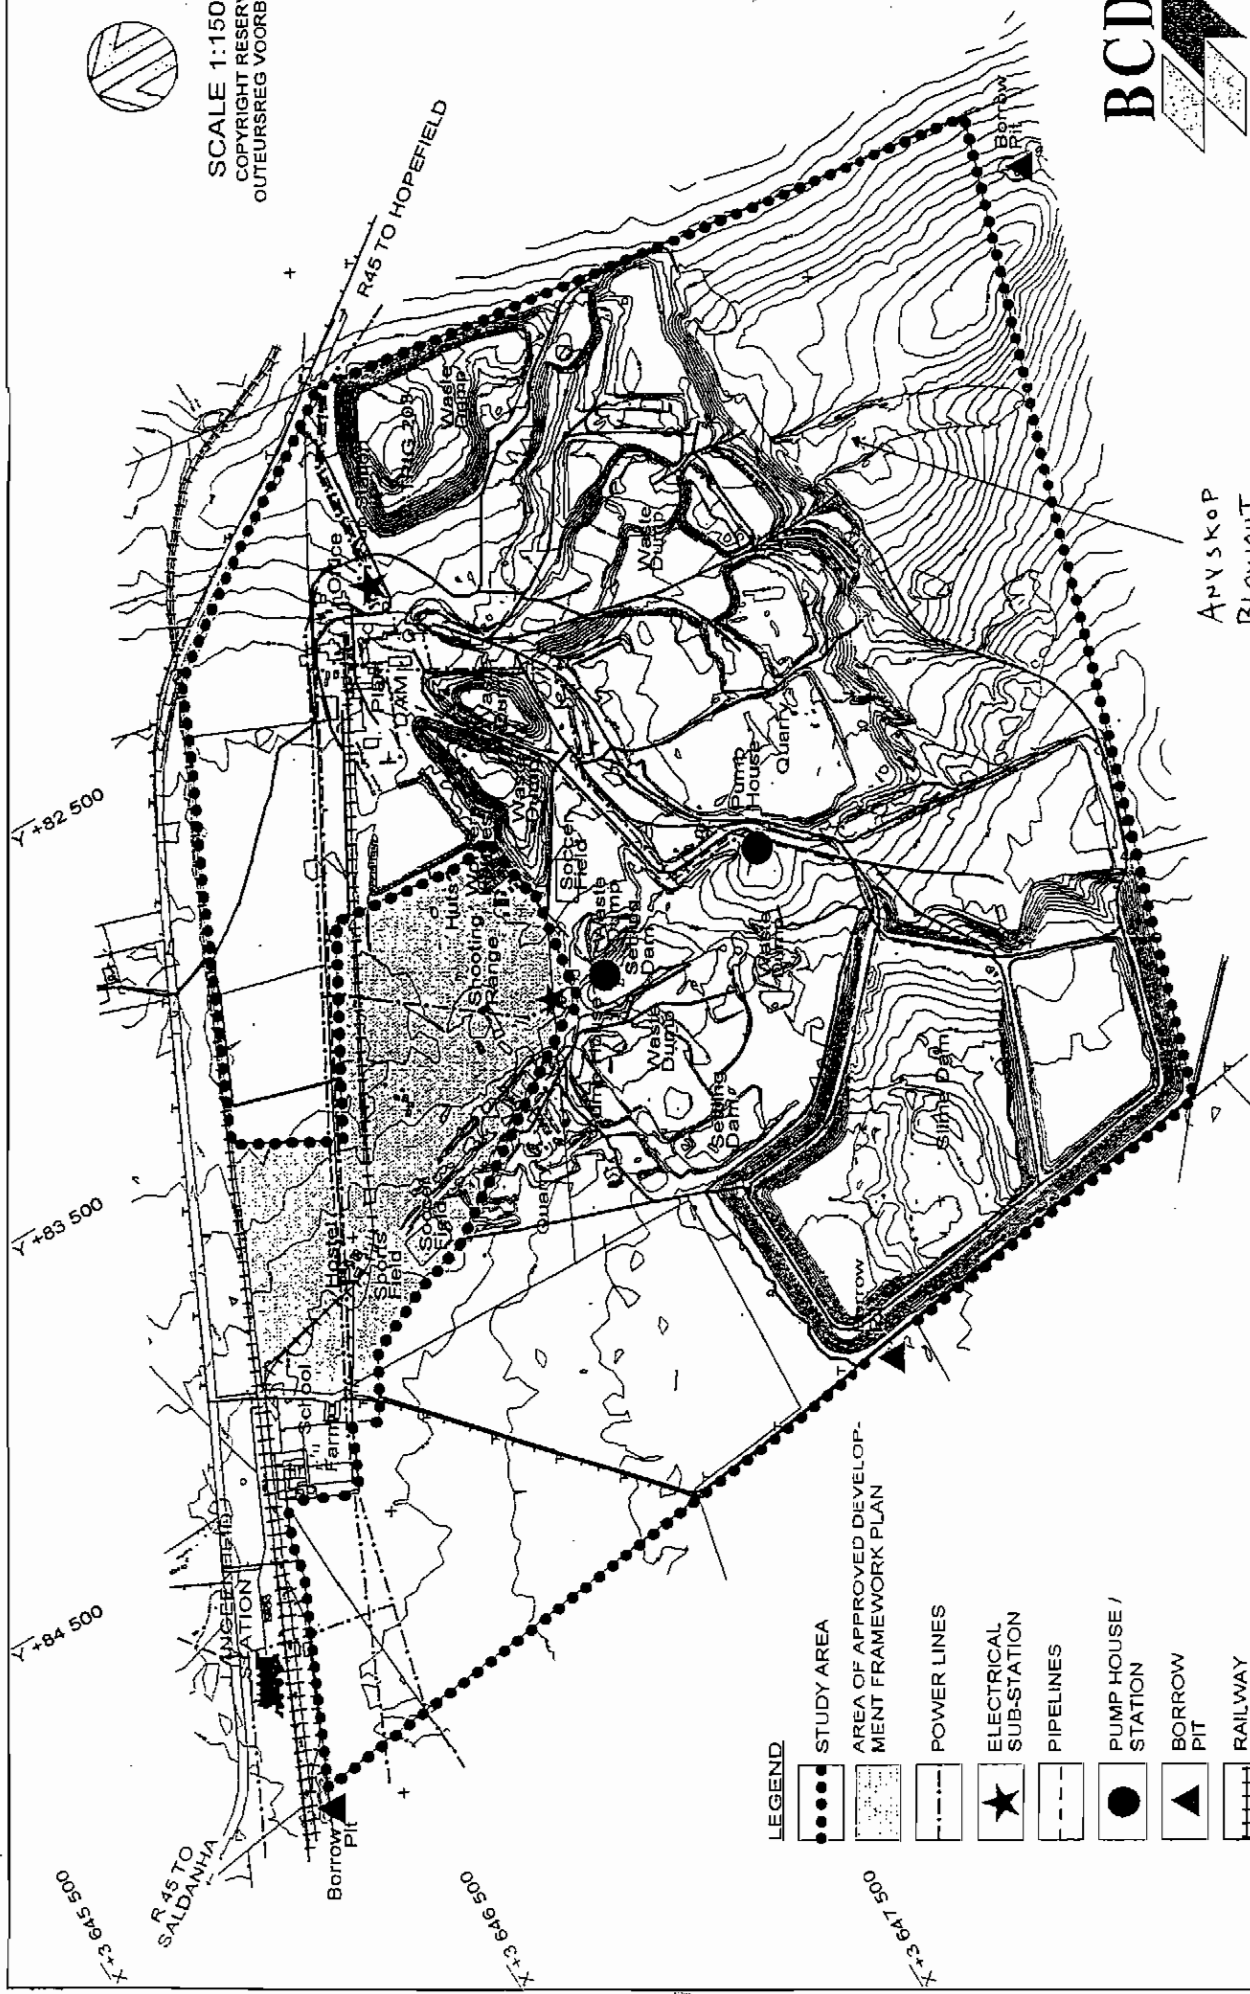 SCALE 1:150
COPYRIGHT RESERV
OUTEURSREG VOORB
BCD
R45 TO HOPEFIELD
R 45 TO
SALDANHA
Y +82 500
Y +83 500
Y +84 500
X +3 645 500
X +3 646 500
X +3 647 500
STATION
Borrow
Pit
School
Farm
Hostel
Sports
Field
Soccer
Field
Shooting
Range
Huts
Office
Waste
Dump
Waste
Dump
Soccer
Field
Pump
House
Quarry
Settling
Dam
Waste
Dump
Settling
Dam
Slime Dam
Borrow
Pit
ANYSKOP
LEGEND
STUDY AREA
AREA OF APPROVED DEVELOP-
MENT FRAMEWORK PLAN
POWER LINES
ELECTRICAL
SUB-STATION
PIPELINES
PUMP HOUSE /
STATION
BORROW
PIT
RAILWAY